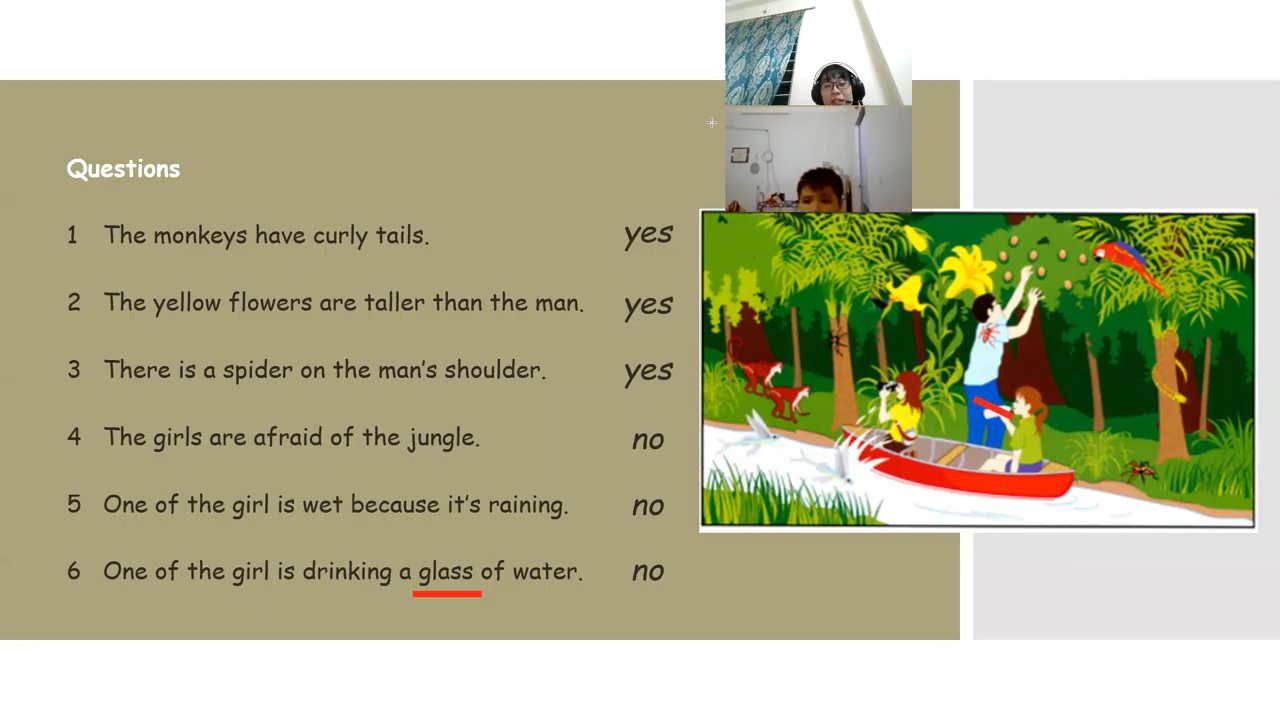 Questions
1 The monkeys have curly tails. yes
2 The yellow flowers are taller than the man. yes
3 There is a spider on the man's shoulder. yes
4 The girls are afraid of the jungle. no
5 One of the girl is wet because it's raining. no
6 One of the girl is drinking a glass of water. no